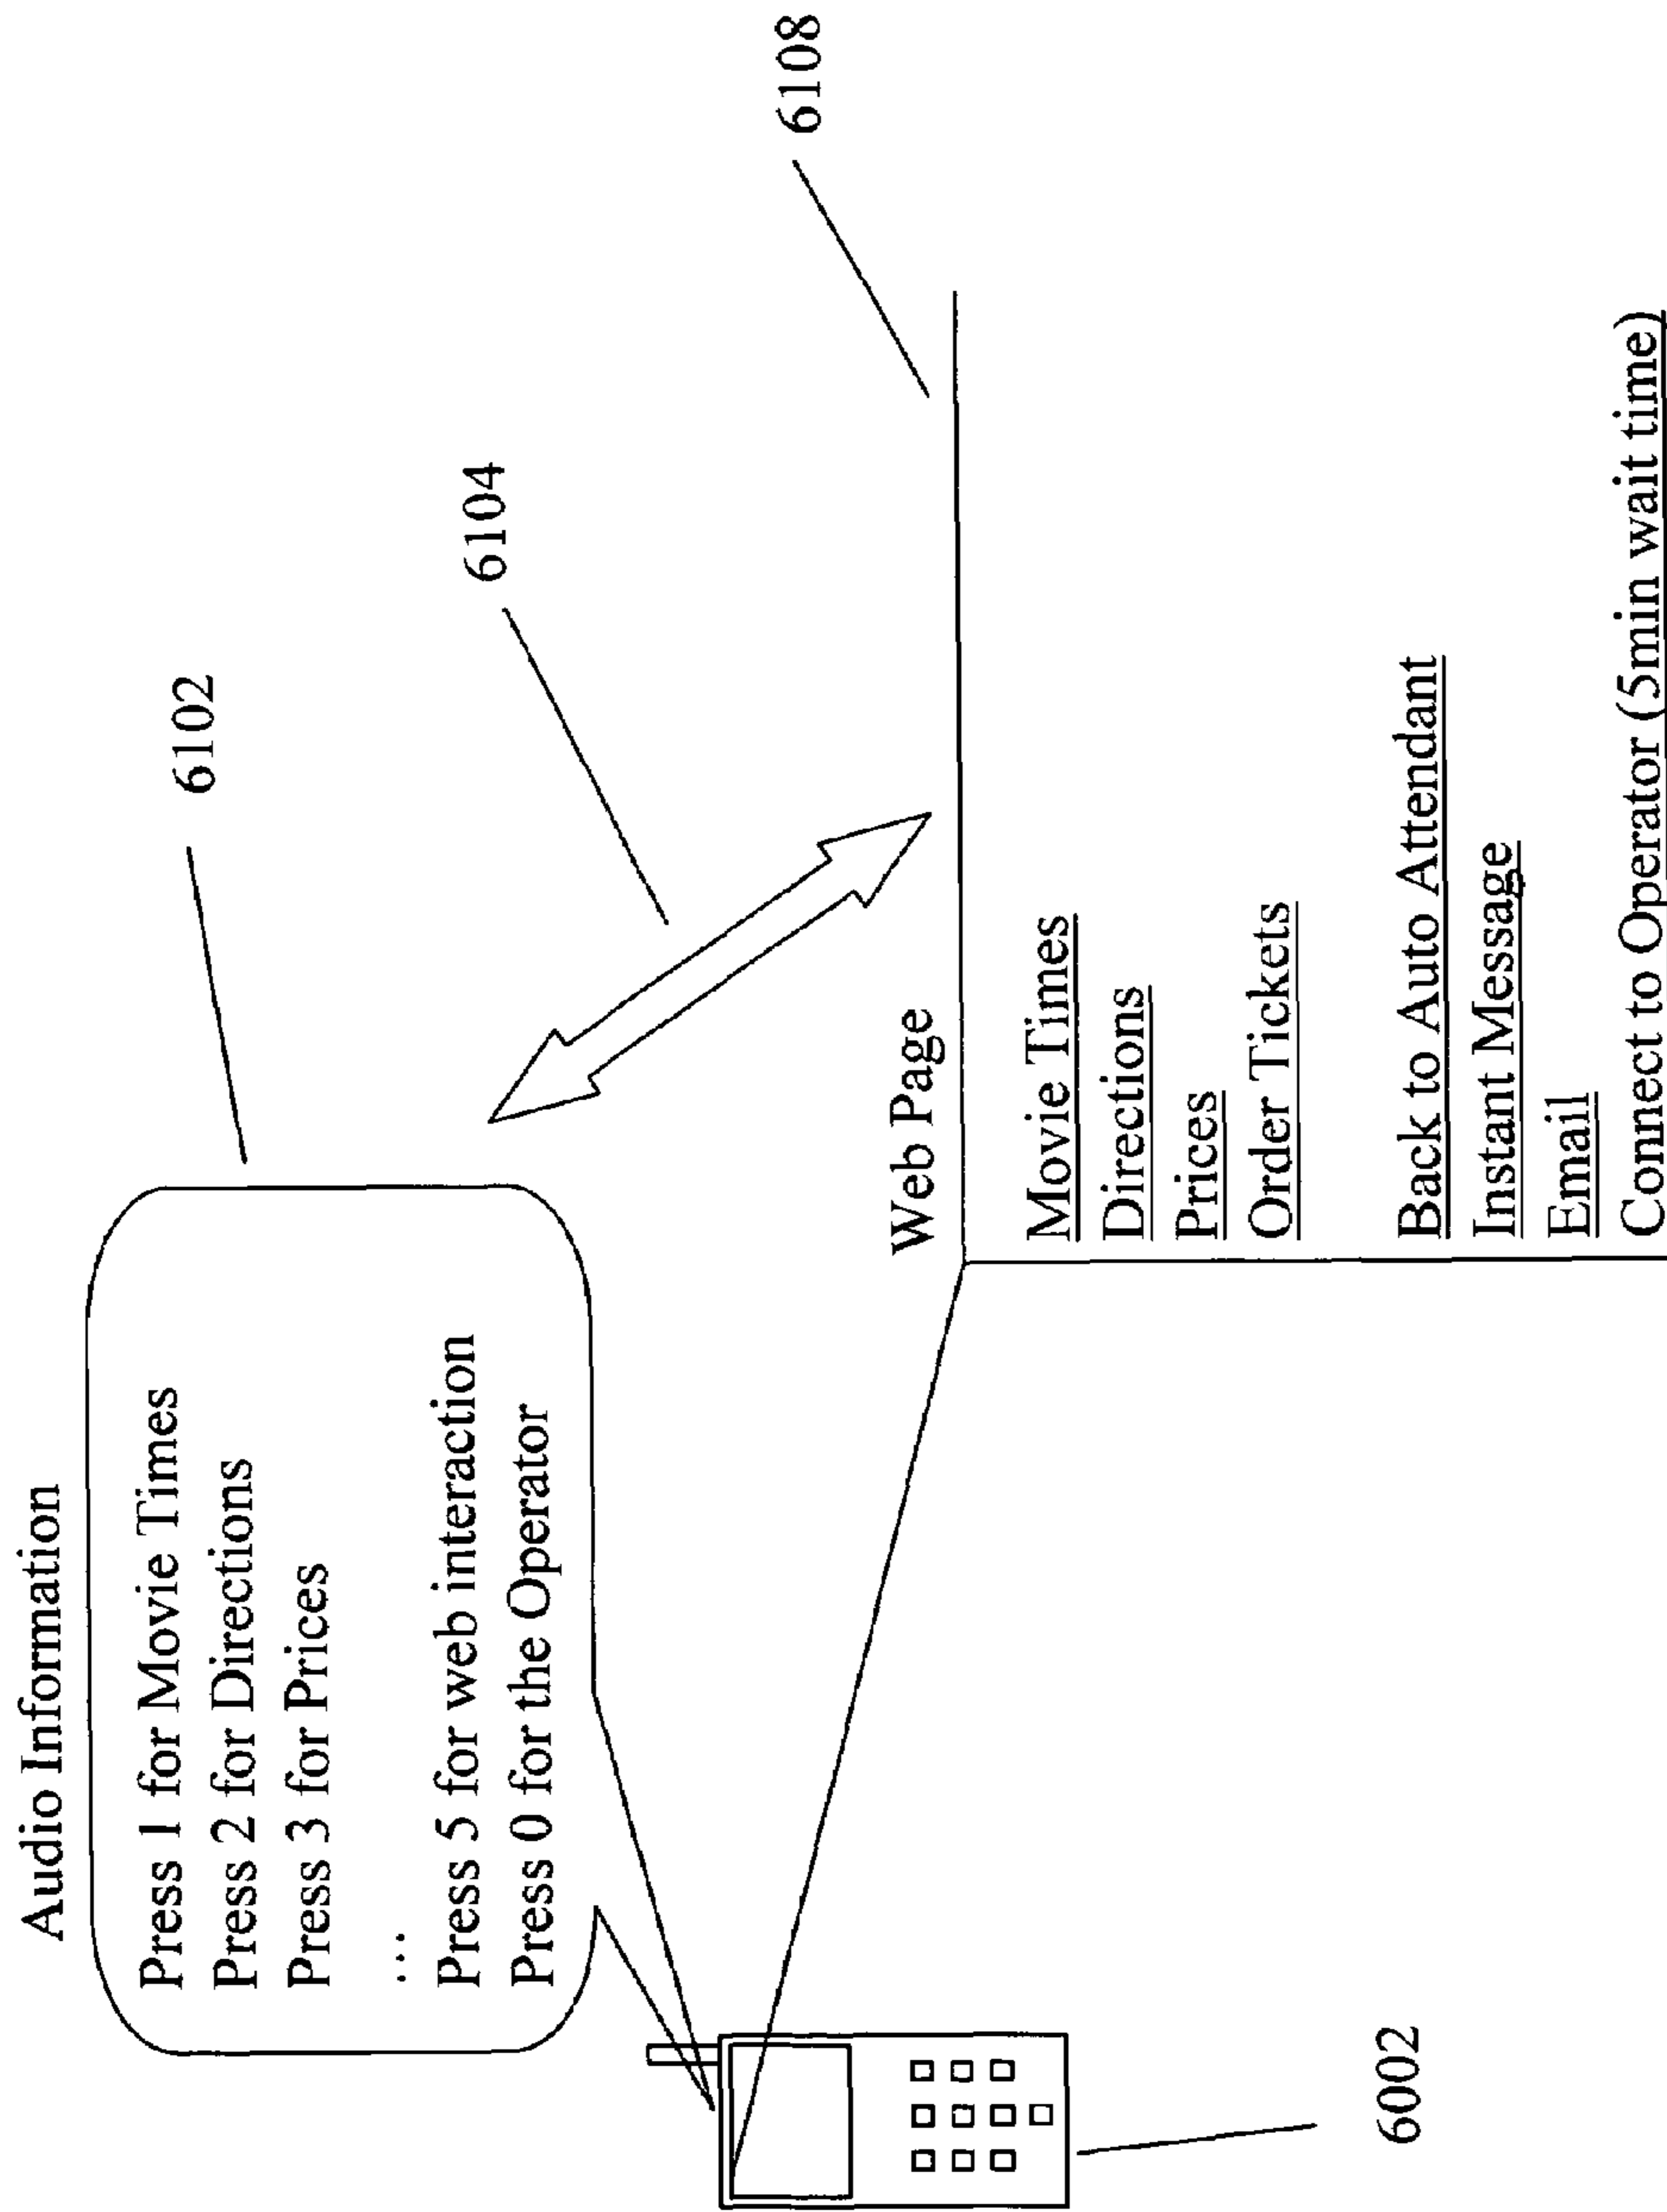 Audio Information
Press 1 for Movie Times
Press 2 for Directions
Press 3 for Prices
...
Press 5 for web interaction
Press 0 for the Operator
6102
6104
6108
Web Page
Movie Times
Directions
Prices
Order Tickets
Back to Auto Attendant
Instant Message
Email
Connect to Operator (5min wait time)
6002